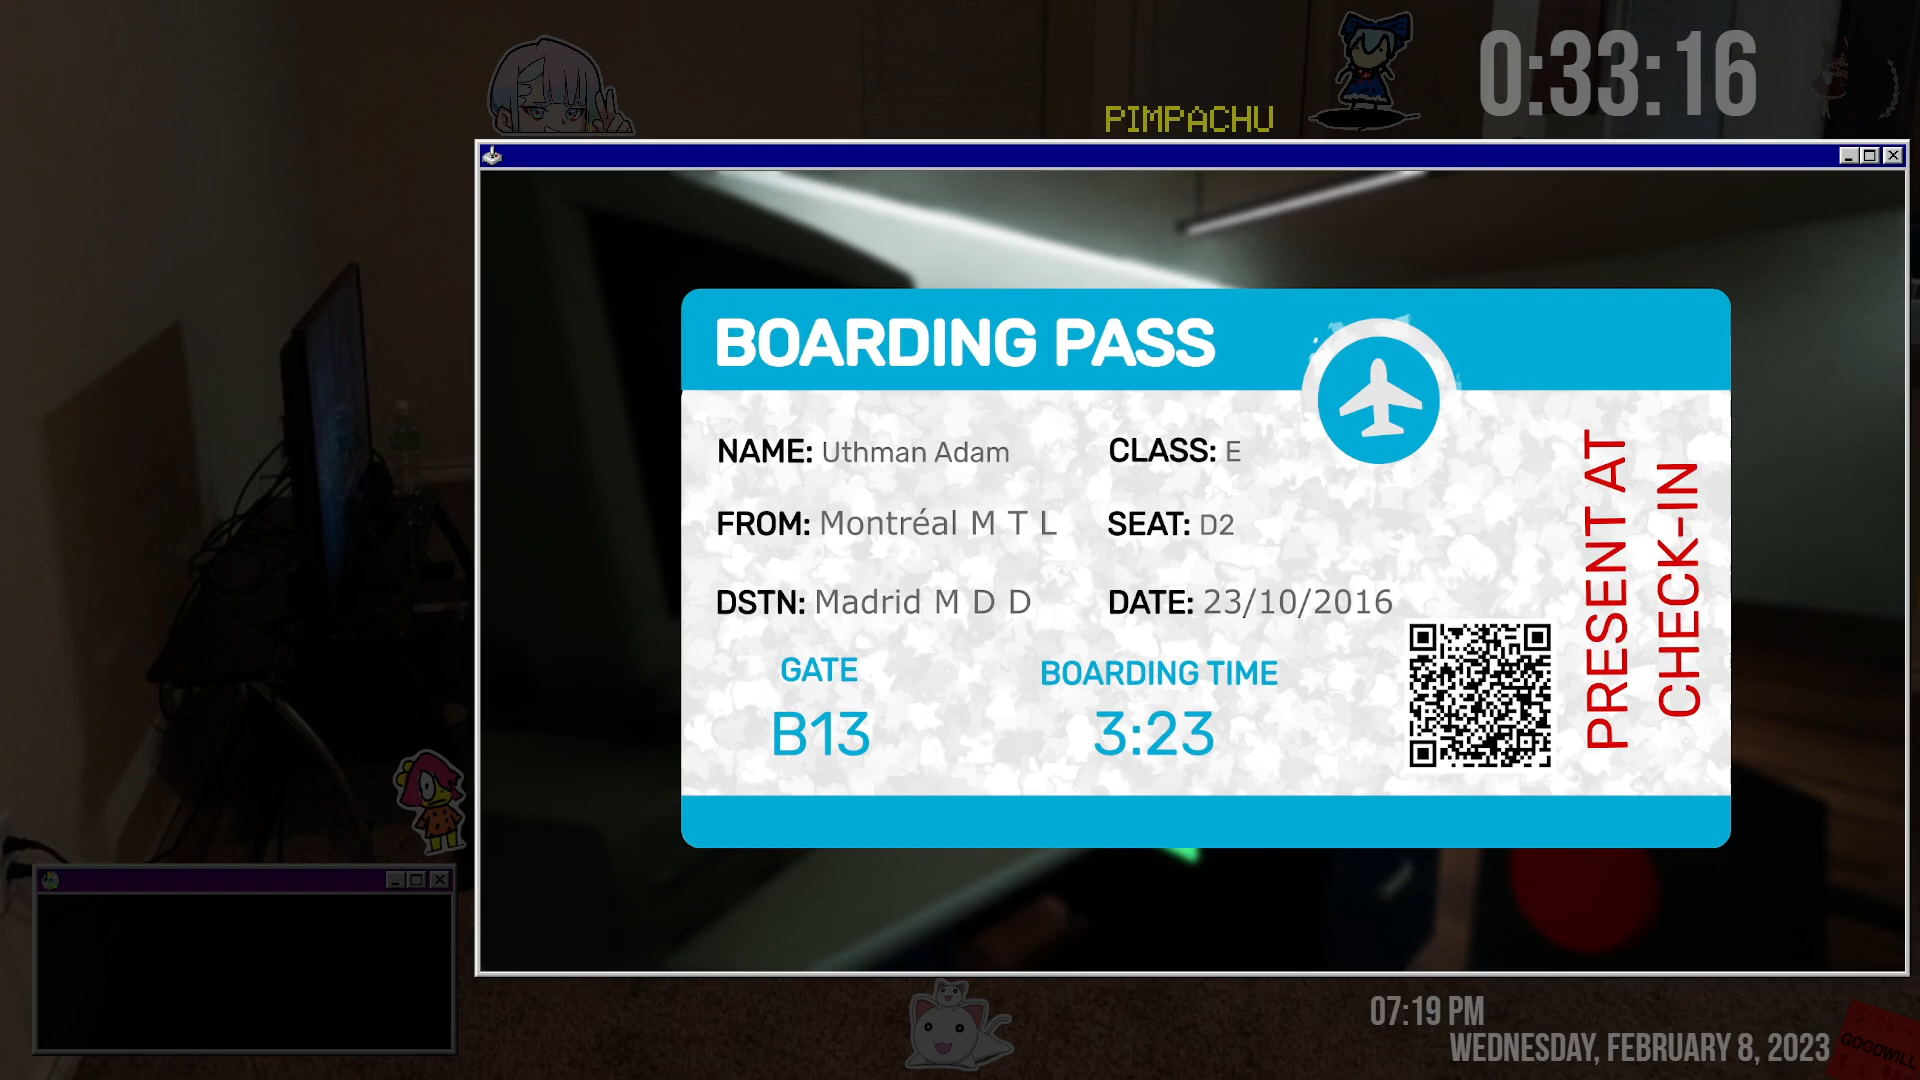 0:33:16
PIMPACHU
BOARDING PASS
NAME: Uthman Adam
CLASS: E
FROM: Montréal M T L
SEAT: D2
DSTN: Madrid M D D
DATE: 23/10/2016
GATE
B13
BOARDING TIME
3:23
PRESENT AT
CHECK-IN
07:19 PM
WEDNESDAY, FEBRUARY 8, 2023
GOODWILL